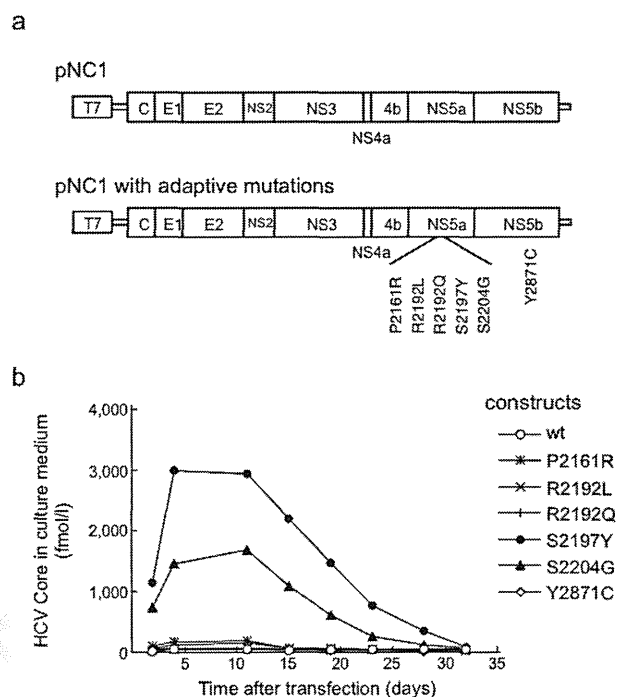 a
pNC1
T7 C E1 E2 NS2 NS3 4b NS5a NS5b
NS4a
pNC1 with adaptive mutations
T7 C E1 E2 NS2 NS3 4b NS5a NS5b
NS4a
P2161R
R2192L
R2192Q
S2197Y
S2204G
Y2871C
b
HCV Core in culture medium
(fmol/l)
4,000
3,000
2,000
1,000
0
5 10 15 20 25 30 35
Time after transfection (days)
constructs
wt
P2161R
R2192L
R2192Q
S2197Y
S2204G
Y2871C